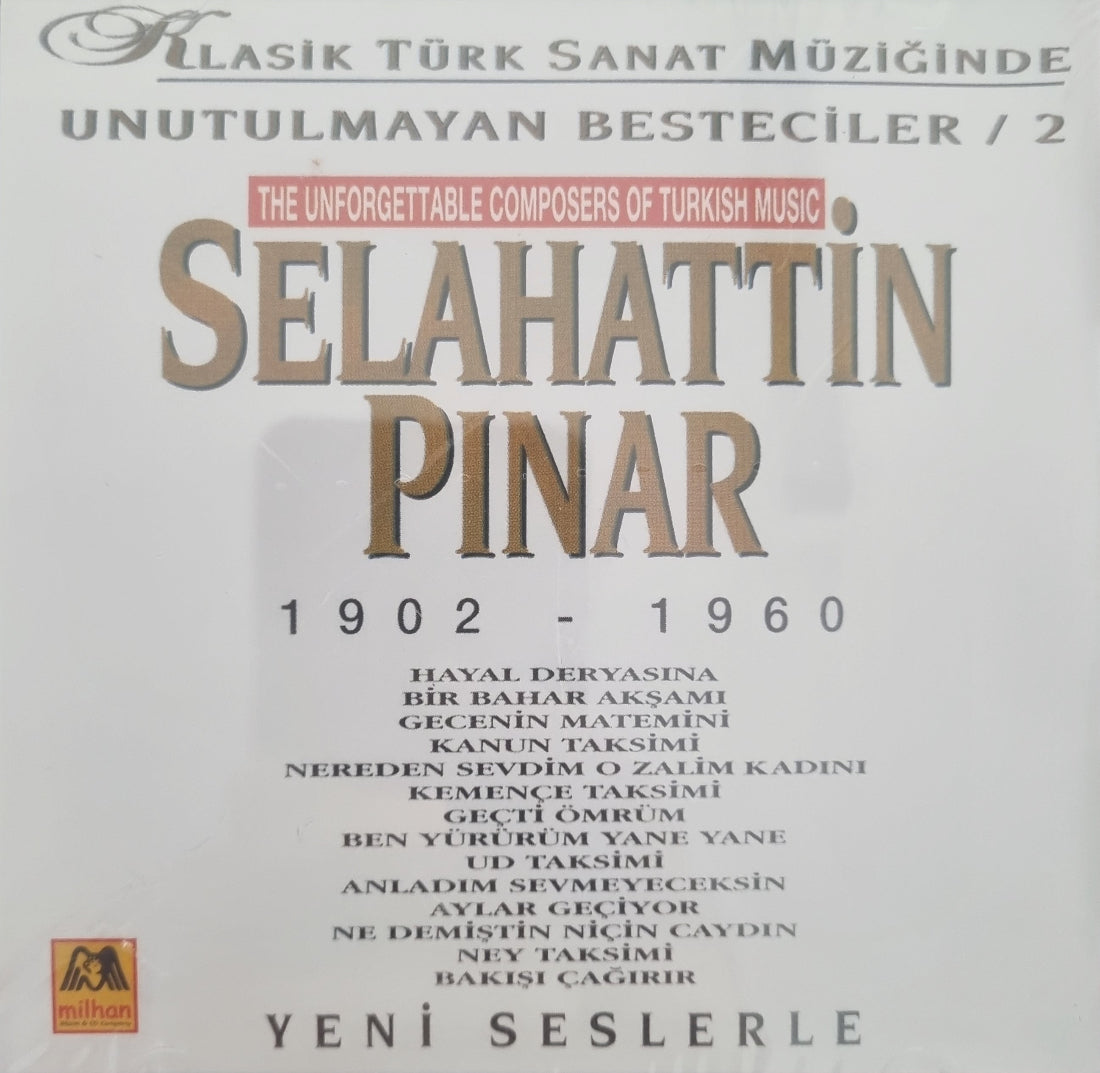 KLASİK TÜRK SANAT MÜZİĞİNDE
UNUTULMAYAN BESTECİLER / 2
THE UNFORGETTABLE COMPOSERS OF TURKISH MUSIC
SELAHATTİN
PINAR
1902 - 1960
HAYAL DERYASINA
BİR BAHAR AKŞAMI
GECENİN MATEMİNİ
KANUN TAKSİMİ
NEREDEN SEVDİM O ZALİM KADINI
KEMENÇE TAKSİMİ
GEÇTİ ÖMRÜM
BEN YÜRÜRÜM YANE YANE
UD TAKSİMİ
ANLADIM SEVMEYECEKSİN
AYLAR GEÇİYOR
NE DEMİŞTİN NİÇİN CAYDIN
NEY TAKSİMİ
BAKIŞI ÇAĞIRIR
milhan
YENİ SESLERLE